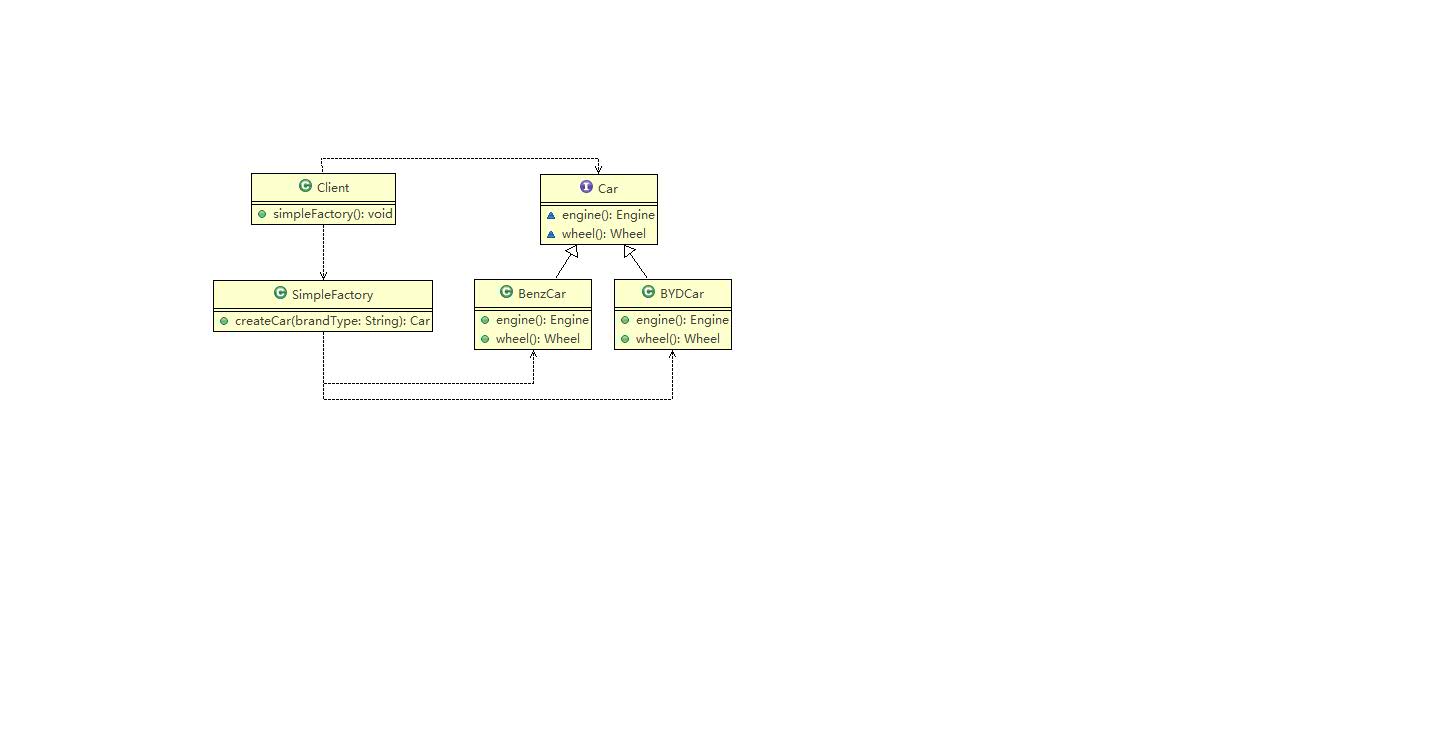 Client
simpleFactory(): void
Car
engine(): Engine
wheel(): Wheel
SimpleFactory
createCar(brandType: String): Car
BenzCar
engine(): Engine
wheel(): Wheel
BYDCar
engine(): Engine
wheel(): Wheel